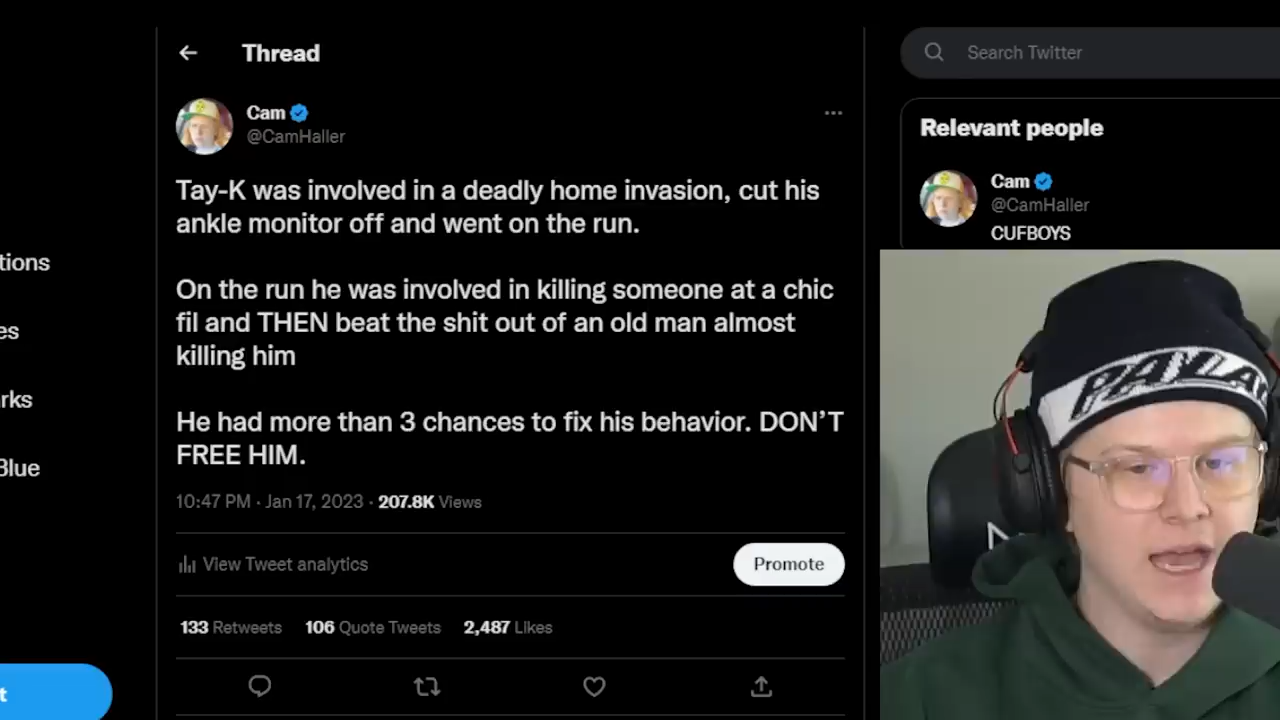 Thread
Search Twitter
Cam
@CamHaller
Relevant people
Tay-K was involved in a deadly home invasion, cut his
ankle monitor off and went on the run.
Cam
@CamHaller
CUFBOYS
tions
On the run he was involved in killing someone at a chic
fil and THEN beat the shit out of an old man almost
killing him
es
rks
He had more than 3 chances to fix his behavior. DON'T
FREE HIM.
Blue
10:47 PM · Jan 17, 2023 · 207.8K Views
View Tweet analytics
Promote
133 Retweets 106 Quote Tweets 2,487 Likes
t